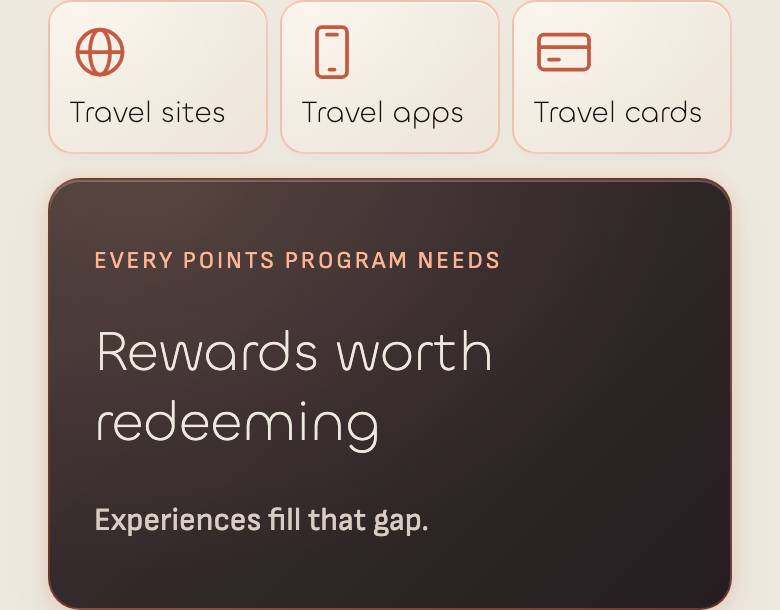 Travel sites
Travel apps
Travel cards
EVERY POINTS PROGRAM NEEDS
Rewards worth
redeeming
Experiences fill that gap.